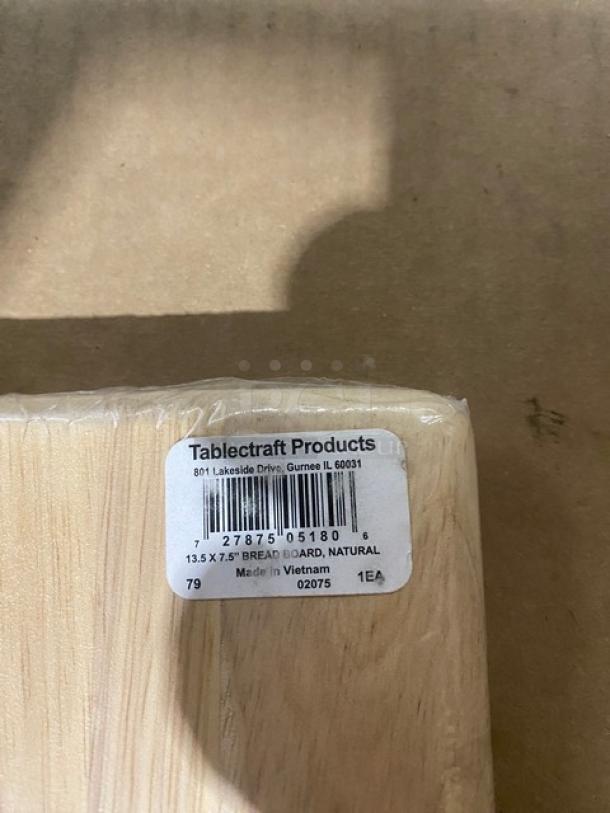 Tablectraft Products
801 Lakeside Drive, Gurnee IL 60031
7 27875 05180 6
13.5 X 7.5" BREAD BOARD, NATURAL
Made in Vietnam
79 02075 1EA